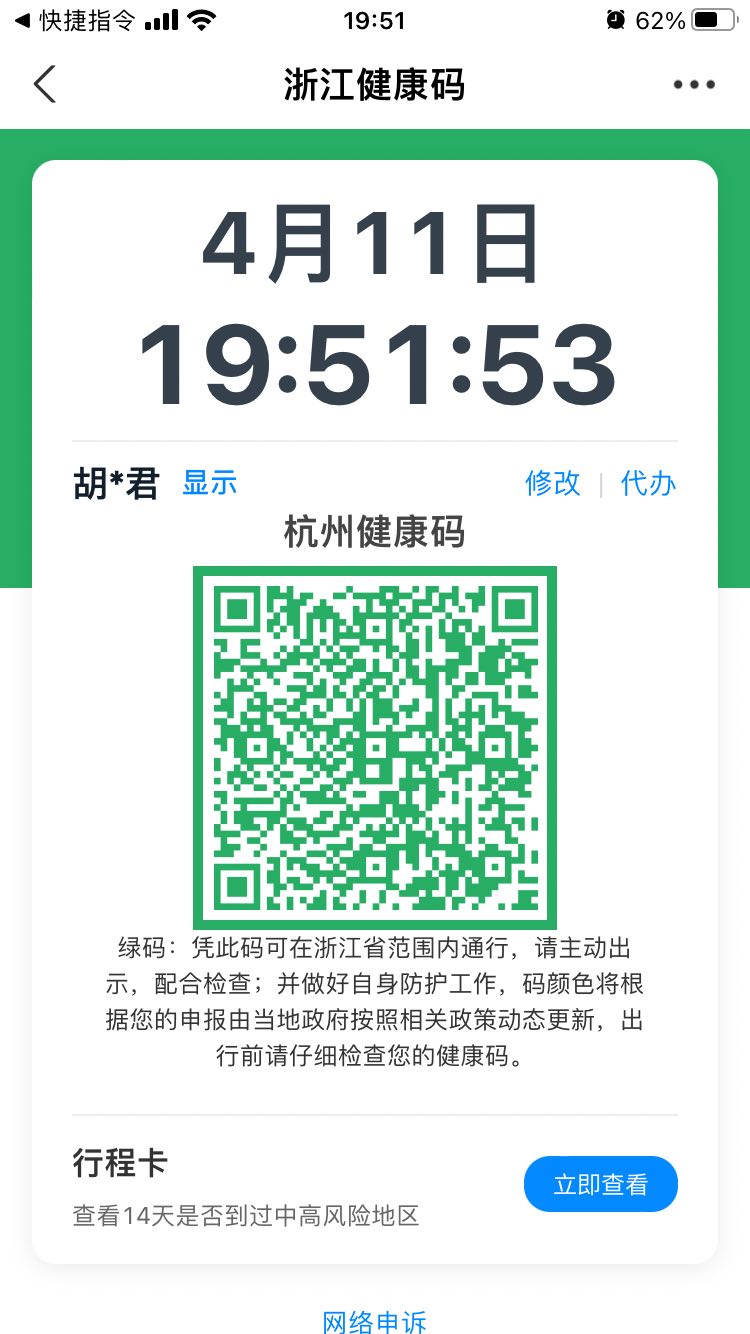 快捷指令 19:51 62%
浙江健康码
4月11日
19:51:53
胡*君 显示 修改 | 代办
杭州健康码
绿码：凭此码可在浙江省范围内通行，请主动出
示，配合检查；并做好自身防护工作，码颜色将根
据您的申报由当地政府按照相关政策动态更新，出
行前请仔细检查您的健康码。
行程卡
立即查看
查看14天是否到过中高风险地区
网络申诉